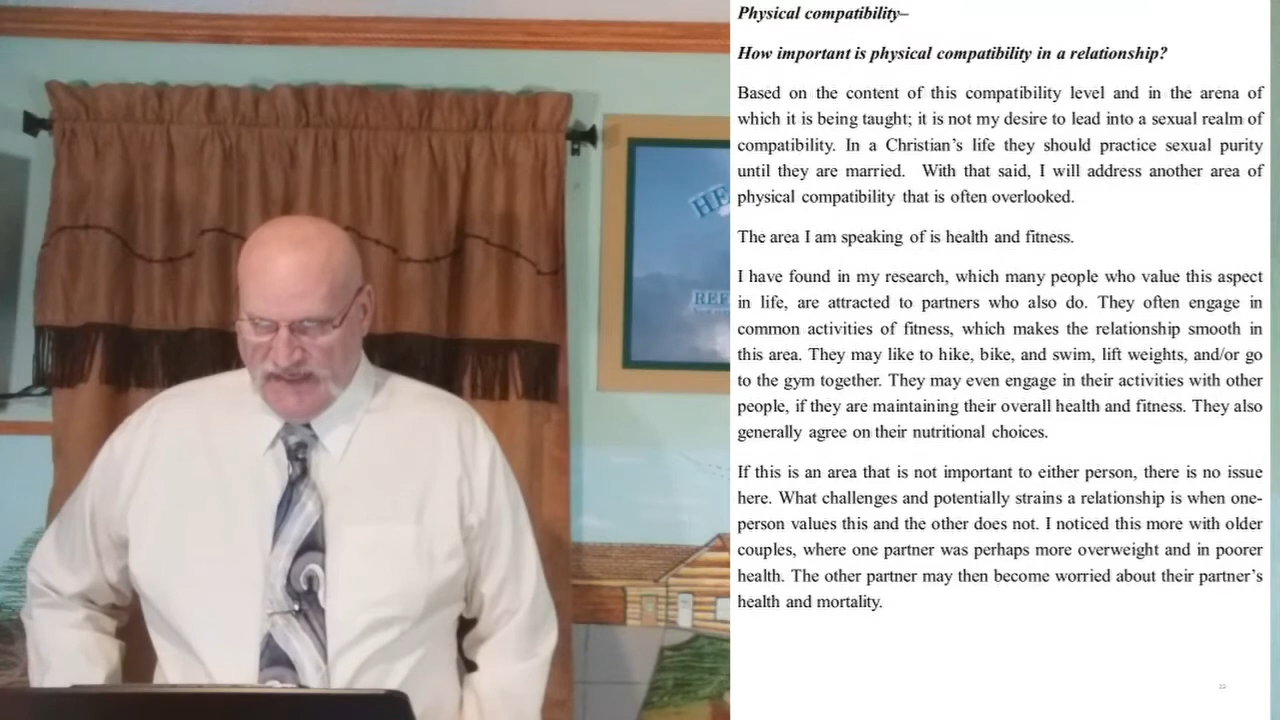 Physical compatibility–
How important is physical compatibility in a relationship?
Based on the content of this compatibility level and in the arena of
which it is being taught; it is not my desire to lead into a sexual realm of
compatibility. In a Christian’s life they should practice sexual purity
until they are married. With that said, I will address another area of
physical compatibility that is often overlooked.
The area I am speaking of is health and fitness.
I have found in my research, which many people who value this aspect
in life, are attracted to partners who also do. They often engage in
common activities of fitness, which makes the relationship smooth in
this area. They may like to hike, bike, and swim, lift weights, and/or go
to the gym together. They may even engage in their activities with other
people, if they are maintaining their overall health and fitness. They also
generally agree on their nutritional choices.
If this is an area that is not important to either person, there is no issue
here. What challenges and potentially strains a relationship is when one-
person values this and the other does not. I noticed this more with older
couples, where one partner was perhaps more overweight and in poorer
health. The other partner may then become worried about their partner’s
health and mortality.
HE
REF